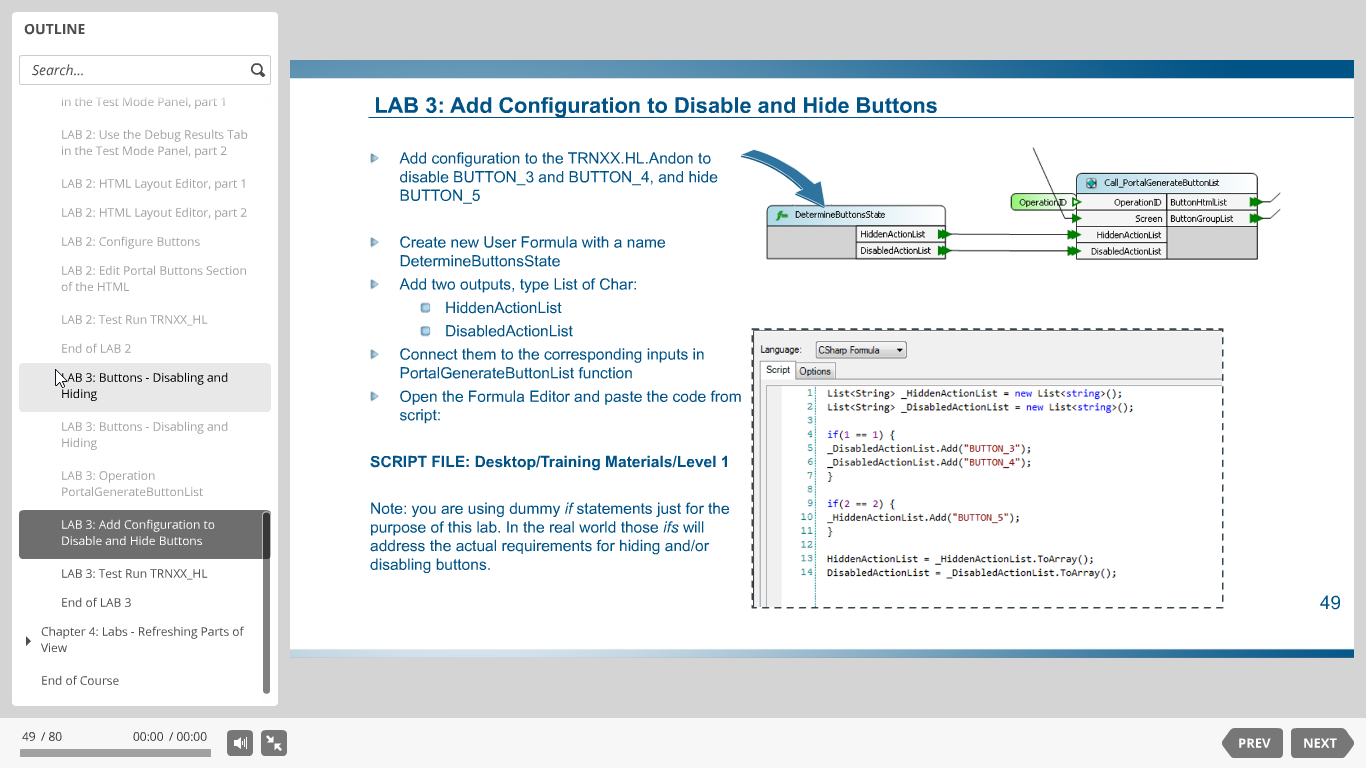 OUTLINE
Search...
in the Test Mode Panel, part 1
LAB 2: Use the Debug Results Tab
in the Test Mode Panel, part 2
LAB 2: HTML Layout Editor, part 1
LAB 2: HTML Layout Editor, part 2
LAB 2: Configure Buttons
LAB 2: Edit Portal Buttons Section
of the HTML
LAB 2: Test Run TRNXX_HL
End of LAB 2
LAB 3: Buttons - Disabling and
Hiding
LAB 3: Buttons - Disabling and
Hiding
LAB 3: Operation
PortalGenerateButtonList
LAB 3: Add Configuration to
Disable and Hide Buttons
LAB 3: Test Run TRNXX_HL
End of LAB 3
Chapter 4: Labs - Refreshing Parts of
View
End of Course
LAB 3: Add Configuration to Disable and Hide Buttons
Add configuration to the TRNXX.HL.Andon to
disable BUTTON_3 and BUTTON_4, and hide
BUTTON_5
Create new User Formula with a name
DetermineButtonsState
Add two outputs, type List of Char:
HiddenActionList
DisabledActionList
Connect them to the corresponding inputs in
PortalGenerateButtonList function
Open the Formula Editor and paste the code from
script:
SCRIPT FILE: Desktop/Training Materials/Level 1
Note: you are using dummy if statements just for the
purpose of this lab. In the real world those ifs will
address the actual requirements for hiding and/or
disabling buttons.
DetermineButtonsState
HiddenActionList
DisabledActionList
OperationID
Call_PortalGenerateButtonList
OperationID ButtonHtmlList
Screen ButtonGroupList
HiddenActionList
DisabledActionList
Language: CSharp Formula
Script Options
1 List<String> _HiddenActionList = new List<string>();
2 List<String> _DisabledActionList = new List<string>();
3
4 if(1 == 1) {
5 _DisabledActionList.Add("BUTTON_3");
6 _DisabledActionList.Add("BUTTON_4");
7 }
8
9 if(2 == 2) {
10 _HiddenActionList.Add("BUTTON_5");
11 }
12
13 HiddenActionList = _HiddenActionList.ToArray();
14 DisabledActionList = _DisabledActionList.ToArray();
49
49 / 80 00:00 / 00:00
PREV NEXT